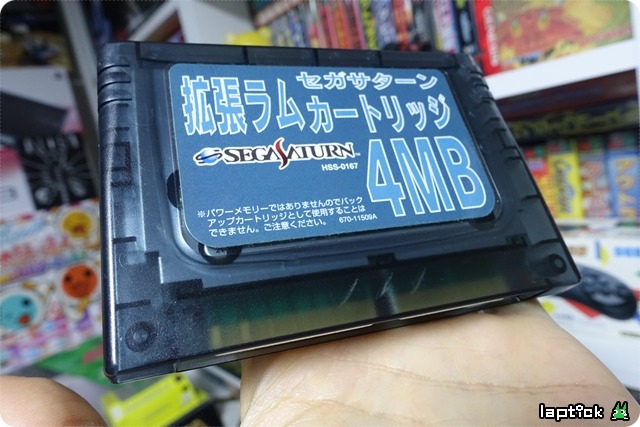 セガサターン
拡張ラムカートリッジ
SEGA SATURN™
HSS-0167
4MB
※パワーメモリーではありませんのでバック
アップカートリッジとして使用することは
できません。ご注意ください。 670-11509A
laptick